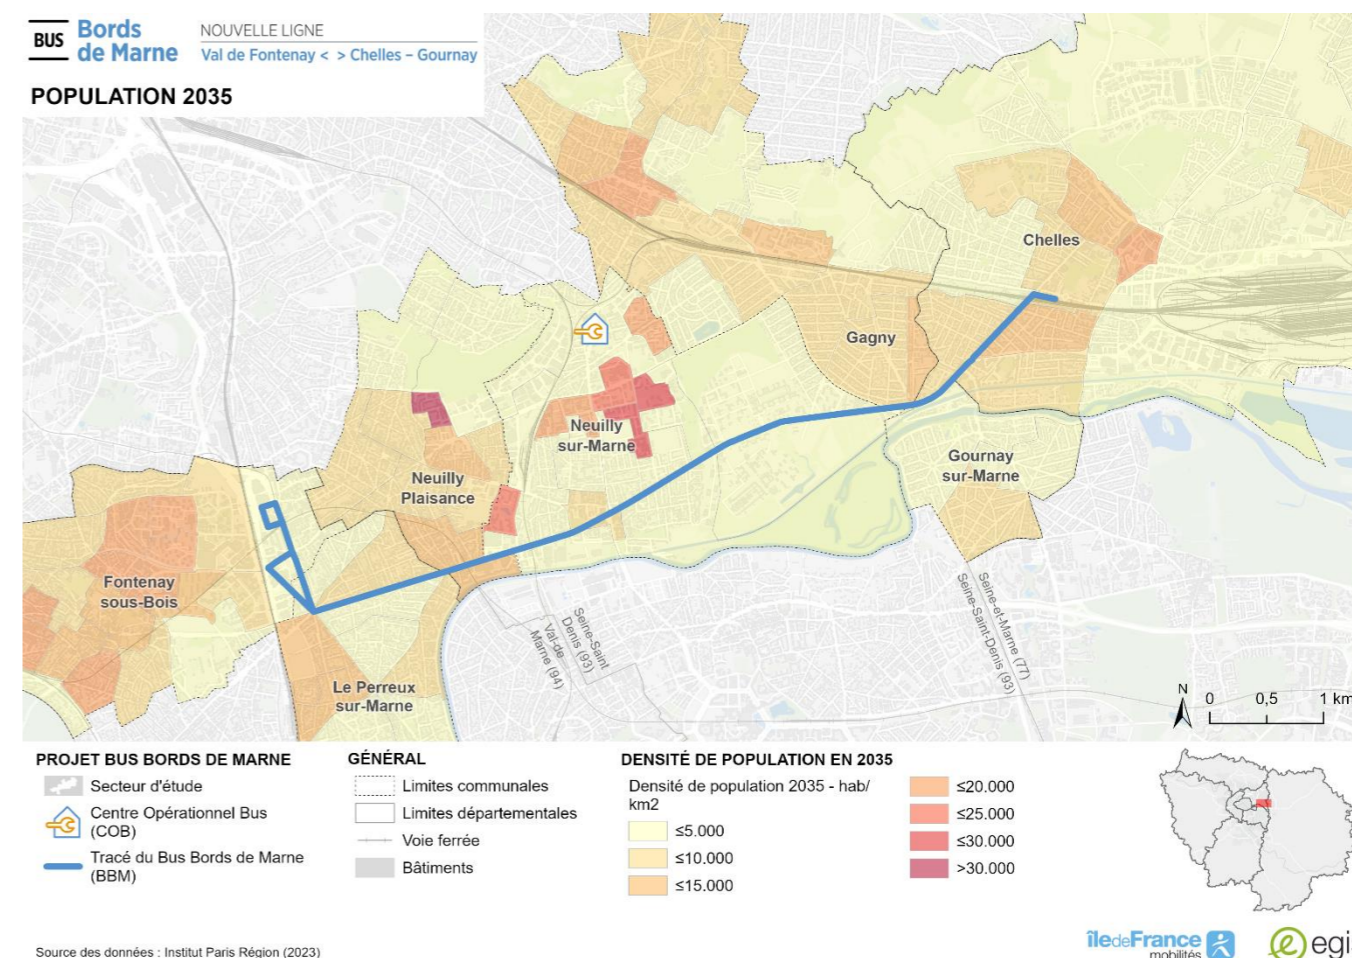 BUS
Bords
de Marne
NOUVELLE LIGNE
Val de Fontenay < > Chelles – Gournay
POPULATION 2035
Chelles
Gagny
Neuilly
sur-Marne
Gournay
sur-Marne
Neuilly
Plaisance
Fontenay
sous-Bois
Le Perreux
sur-Marne
Seine-Saint
Denis (93)
Val-de
Marne (94)
Seine-et-Marne (77)
Seine-Saint-Denis (93)
N
0 0,5 1 km
PROJET BUS BORDS DE MARNE
Secteur d'étude
Centre Opérationnel Bus
(COB)
Tracé du Bus Bords de Marne
(BBM)
GÉNÉRAL
Limites communales
Limites départementales
Voie ferrée
Bâtiments
DENSITÉ DE POPULATION EN 2035
Densité de population 2035 - hab/
km2
≤5.000
≤10.000
≤15.000
≤20.000
≤25.000
≤30.000
>30.000
Source des données : Institut Paris Région (2023)
îledeFrance
mobilités
egis